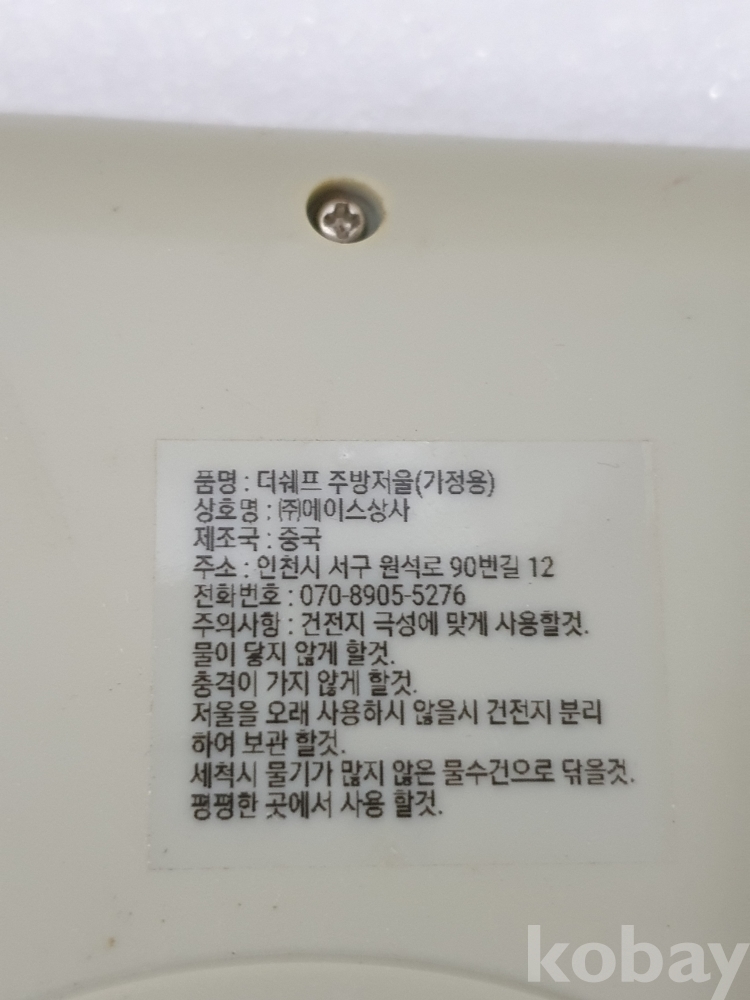 품명 : 더쉐프 주방저울(가정용)
상호명 : ㈜에이스상사
제조국 : 중국
주소 : 인천시 서구 원석로 90번길 12
전화번호 : 070-8905-5276
주의사항 : 건전지 극성에 맞게 사용할것.
물이 닿지 않게 할것.
충격이 가지 않게 할것.
저울을 오래 사용하시 않을시 건전지 분리
하여 보관 할것.
세척시 물기가 많지 않은 물수건으로 닦을것.
평평한 곳에서 사용 할것.
kobay